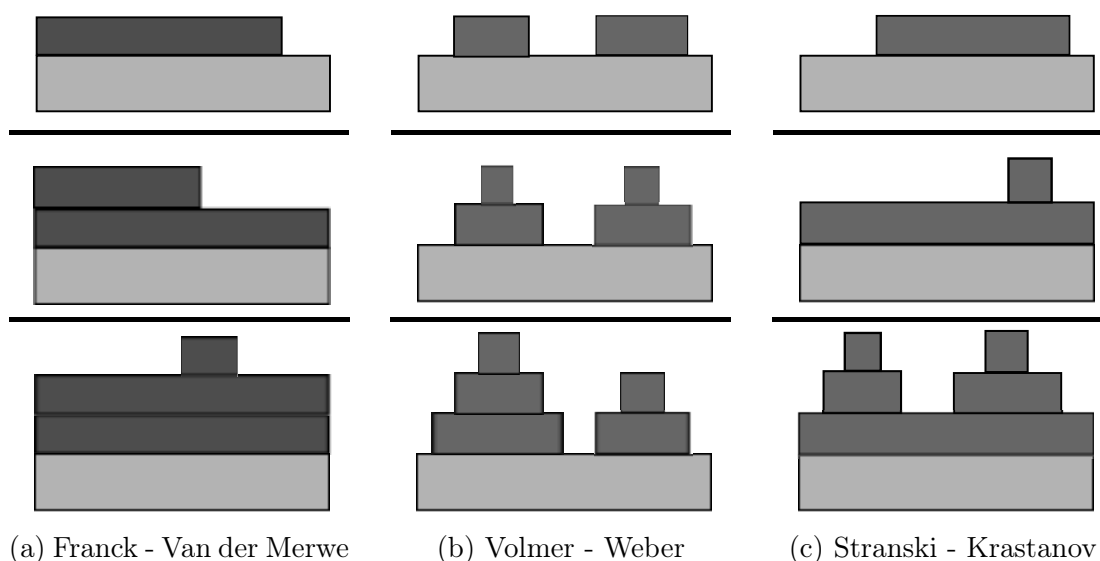 (a) Franck - Van der Merwe
(b) Volmer - Weber
(c) Stranski - Krastanov